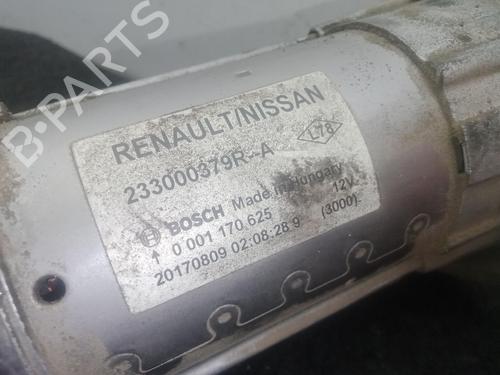 B-PARTS
RENAULT/NISSAN
233000379R--A
L78
BOSCH Made in Hungary
0 001 170 625 12V
20170809 02:08:28 9 (3000)